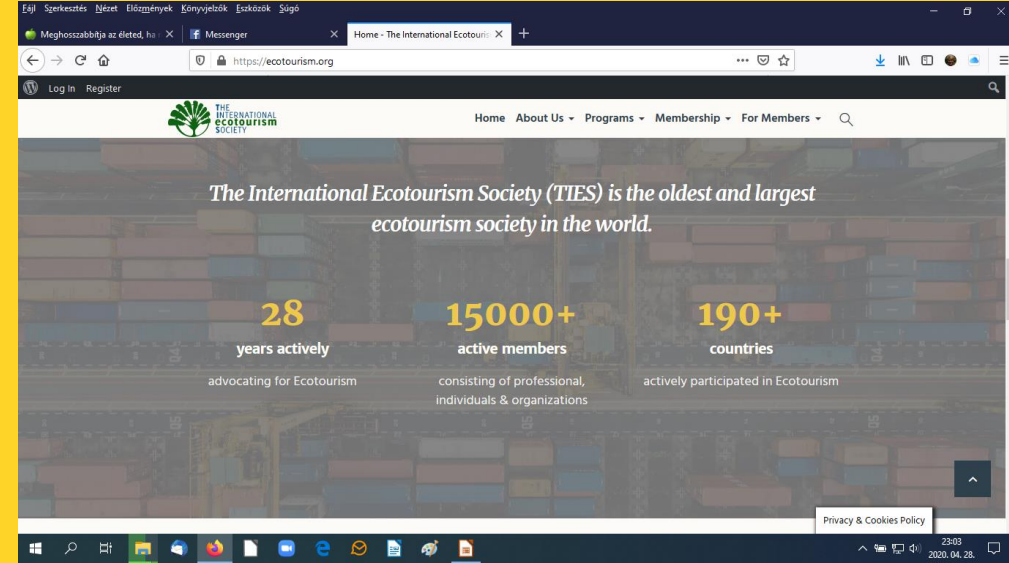 Fájl Szerkesztés Nézet Előzmények Könyvjelzők Eszközök Súgó
Meghosszabbítja az életed, ha
Messenger
Home - The International Ecotouris
https://ecotourism.org
Log In Register
THE
INTERNATIONAL
ecotourism
SOCIETY
Home About Us Programs Membership For Members
The International Ecotourism Society (TIES) is the oldest and largest
ecotourism society in the world.
28 15000+ 190+
years actively active members countries
advocating for Ecotourism consisting of professional, actively participated in Ecotourism
individuals & organizations
Privacy & Cookies Policy
23:03
2020. 04. 28.